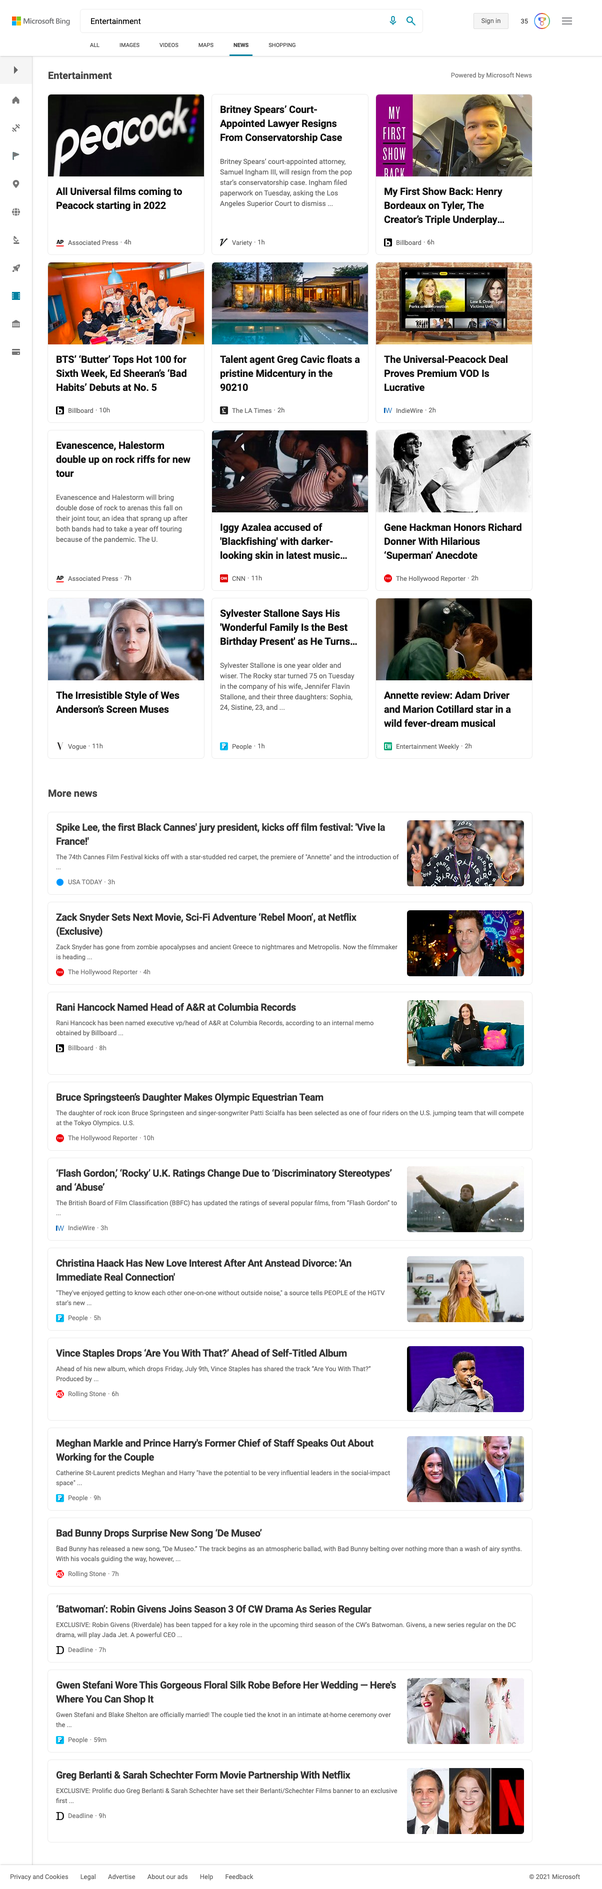 Microsoft Bing
Entertainment
Sign in
35
ALL
IMAGES
VIDEOS
MAPS
NEWS
SHOPPING
Entertainment
Powered by Microsoft News
peacock
All Universal films coming to
Peacock starting in 2022
AP Associated Press · 4h
Britney Spears' Court-
Appointed Lawyer Resigns
From Conservatorship Case
Britney Spears' court-appointed attorney,
Samuel Ingham III, will resign from the pop
star's conservatorship case. Ingham filed
paperwork on Tuesday, asking the Los
Angeles Superior Court to dismiss ...
Variety · 1h
MY
FIRST
SHOW
BACK
My First Show Back: Henry
Bordeaux on Tyler, The
Creator's Triple Underplay...
Billboard · 6h
BTS' 'Butter' Tops Hot 100 for
Sixth Week, Ed Sheeran's 'Bad
Habits' Debuts at No. 5
Billboard · 10h
Talent agent Greg Cavic floats a
pristine Midcentury in the
90210
The LA Times · 2h
The Universal-Peacock Deal
Proves Premium VOD Is
Lucrative
IW IndieWire · 2h
Evanescence, Halestorm
double up on rock riffs for new
tour
Evanescence and Halestorm will bring
double dose of rock to arenas this fall on
their joint tour, an idea that sprang up after
both bands had to take a year off touring
because of the pandemic. The U.
AP Associated Press · 7h
Iggy Azalea accused of
'Blackfishing' with darker-
looking skin in latest music...
CNN · 11h
Gene Hackman Honors Richard
Donner With Hilarious
'Superman' Anecdote
The Hollywood Reporter · 2h
The Irresistible Style of Wes
Anderson's Screen Muses
Vogue · 11h
Sylvester Stallone Says His
'Wonderful Family Is the Best
Birthday Present' as He Turns...
Sylvester Stallone is one year older and
wiser. The Rocky star turned 75 on Tuesday
in the company of his wife, Jennifer Flavin
Stallone, and their three daughters: Sophia,
24, Sistine, 23, and ...
People · 1h
Annette review: Adam Driver
and Marion Cotillard star in a
wild fever-dream musical
EW Entertainment Weekly · 2h
More news
Spike Lee, the first Black Cannes' jury president, kicks off film festival: 'Vive la
France!'
The 74th Cannes Film Festival kicks off with a star-studded red carpet, the premiere of "Annette" and the introduction of
...
USA TODAY · 3h
Zack Snyder Sets Next Movie, Sci-Fi Adventure 'Rebel Moon', at Netflix
(Exclusive)
Zack Snyder has gone from zombie apocalypses and ancient Greece to nightmares and Metropolis. Now the filmmaker
is heading ...
The Hollywood Reporter · 4h
Rani Hancock Named Head of A&R at Columbia Records
Rani Hancock has been named executive vp/head of A&R at Columbia Records, according to an internal memo
obtained by Billboard ...
Billboard · 8h
Bruce Springsteen's Daughter Makes Olympic Equestrian Team
The daughter of rock icon Bruce Springsteen and singer-songwriter Patti Scialfa has been selected as one of four riders on the U.S. jumping team that will compete
at the Tokyo Olympics. U.S.
The Hollywood Reporter · 10h
'Flash Gordon,' 'Rocky' U.K. Ratings Change Due to 'Discriminatory Stereotypes'
and 'Abuse'
The British Board of Film Classification (BBFC) has updated the ratings of several popular films, from "Flash Gordon" to
...
IW IndieWire · 3h
Christina Haack Has New Love Interest After Ant Anstead Divorce: 'An
Immediate Real Connection'
"They've enjoyed getting to know each other one-on-one without outside noise," a source tells PEOPLE of the HGTV
star's new ...
People · 5h
Vince Staples Drops 'Are You With That?' Ahead of Self-Titled Album
Ahead of his new album, which drops Friday, July 9th, Vince Staples has shared the track "Are You With That?"
Produced by ...
Rolling Stone · 6h
Meghan Markle and Prince Harry's Former Chief of Staff Speaks Out About
Working for the Couple
Catherine St-Laurent predicts Meghan and Harry "have the potential to be very influential leaders in the social-impact
space" ...
People · 9h
Bad Bunny Drops Surprise New Song 'De Museo'
Bad Bunny has released a new song, "De Museo." The track begins as an atmospheric ballad, with Bad Bunny belting over nothing more than a wash of airy synths.
With his vocals guiding the way, however, ...
Rolling Stone · 7h
'Batwoman': Robin Givens Joins Season 3 Of CW Drama As Series Regular
EXCLUSIVE: Robin Givens (Riverdale) has been tapped for a key role in the upcoming third season of the CW's Batwoman. Givens, a new series regular on the DC
drama, will play Jada Jet. A powerful CEO ...
Deadline · 7h
Gwen Stefani Wore This Gorgeous Floral Silk Robe Before Her Wedding — Here's
Where You Can Shop It
Gwen Stefani and Blake Shelton are officially married! The couple tied the knot in an intimate at-home ceremony over
the ...
People · 59m
Greg Berlanti & Sarah Schechter Form Movie Partnership With Netflix
EXCLUSIVE: Prolific duo Greg Berlanti & Sarah Schechter have set their Berlanti/Schechter Films banner to an exclusive
first ...
Deadline · 9h
Privacy and Cookies
Legal
Advertise
About our ads
Help
Feedback
© 2021 Microsoft